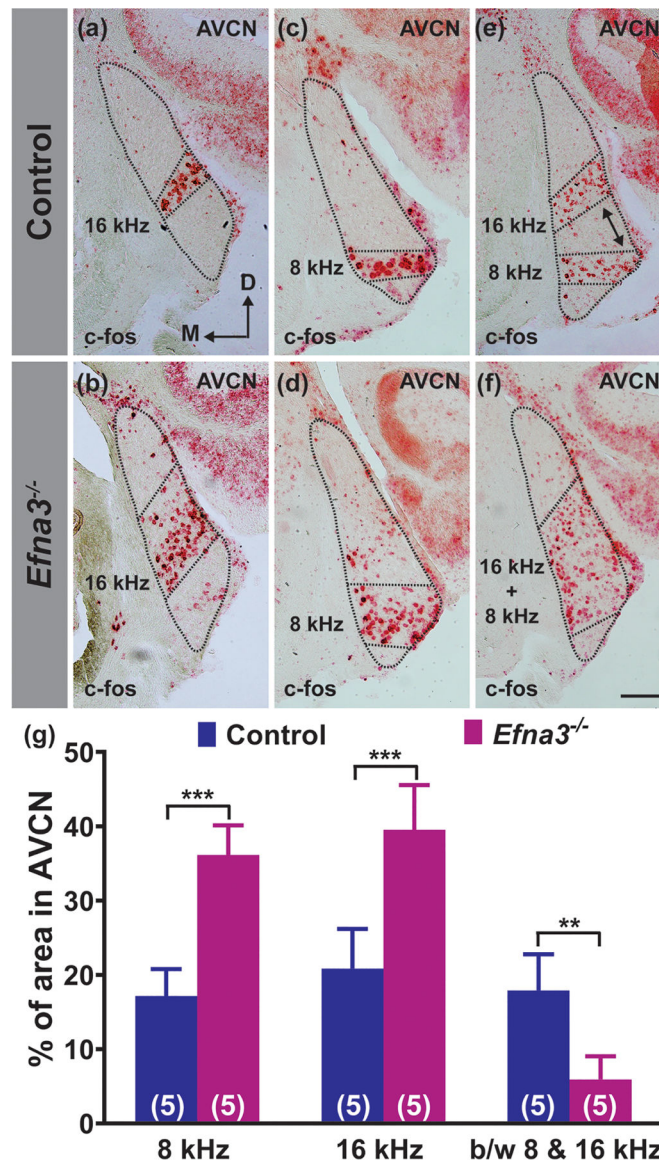 Control
(a) AVCN
16 kHz
D
M
c-fos
(c) AVCN
8 kHz
c-fos
(e) AVCN
16 kHz
8 kHz
c-fos
Efna3-/-
(b) AVCN
16 kHz
c-fos
(d) AVCN
8 kHz
c-fos
(f) AVCN
16 kHz
+
8 kHz
c-fos
(g)
Control Efna3-/-
% of area in AVCN
50
40
30
20
10
0
*** *** **
(5) (5) (5) (5) (5) (5)
8 kHz 16 kHz b/w 8 & 16 kHz